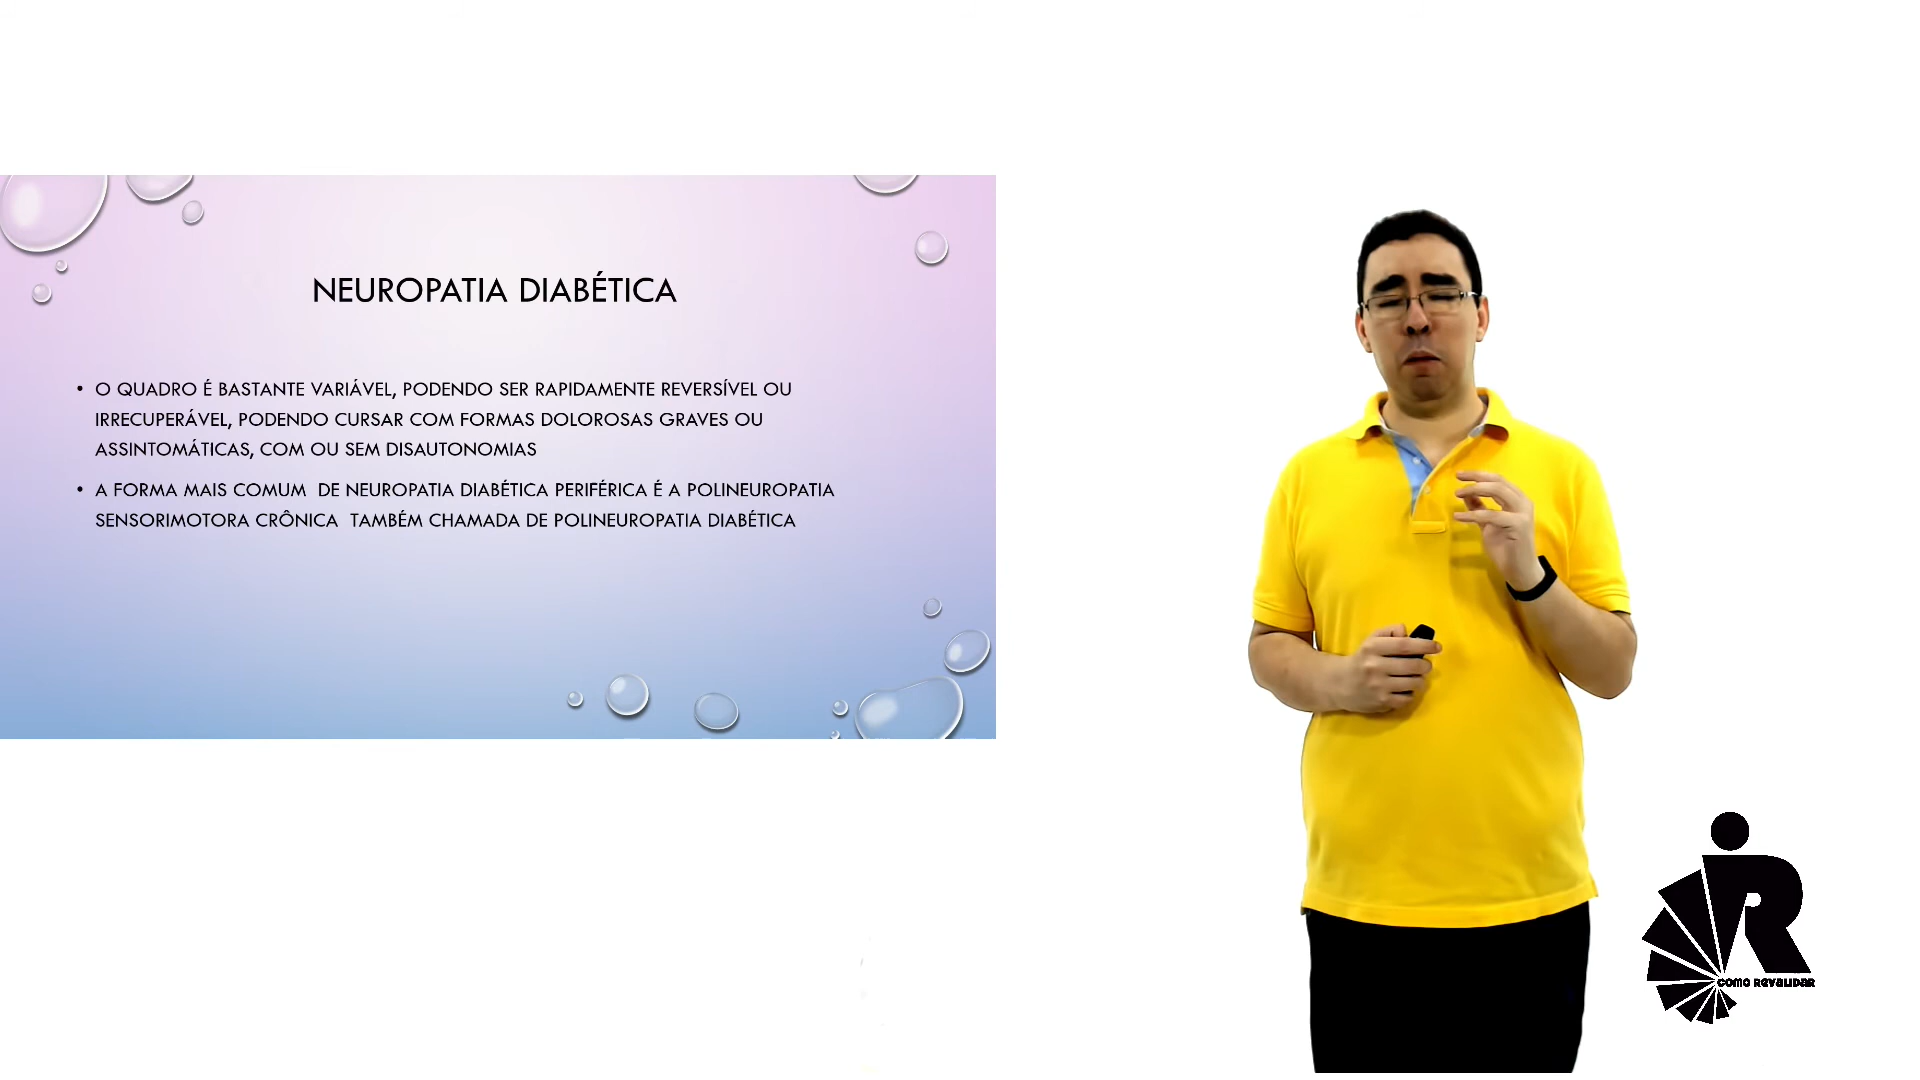 NEUROPATIA DIABÉTICA
• O QUADRO É BASTANTE VARIÁVEL, PODENDO SER RAPIDAMENTE REVERSÍVEL OU
IRRECUPERÁVEL, PODENDO CURSAR COM FORMAS DOLOROSAS GRAVES OU
ASSINTOMÁTICAS, COM OU SEM DISAUTONOMIAS
• A FORMA MAIS COMUM DE NEUROPATIA DIABÉTICA PERIFÉRICA É A POLINEUROPATIA
SENSORIMOTORA CRÔNICA TAMBÉM CHAMADA DE POLINEUROPATIA DIABÉTICA
R
COMO REVALIDAR